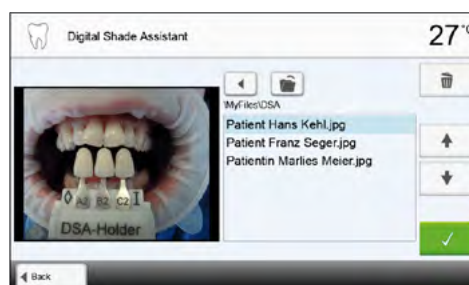 Digital Shade Assistant
27°C
\MyFiles\DSA
Patient Hans Kehl.jpg
Patient Franz Seger.jpg
Patientin Marlies Meier.jpg
A2 B2 C2
DSA-Holder
Back